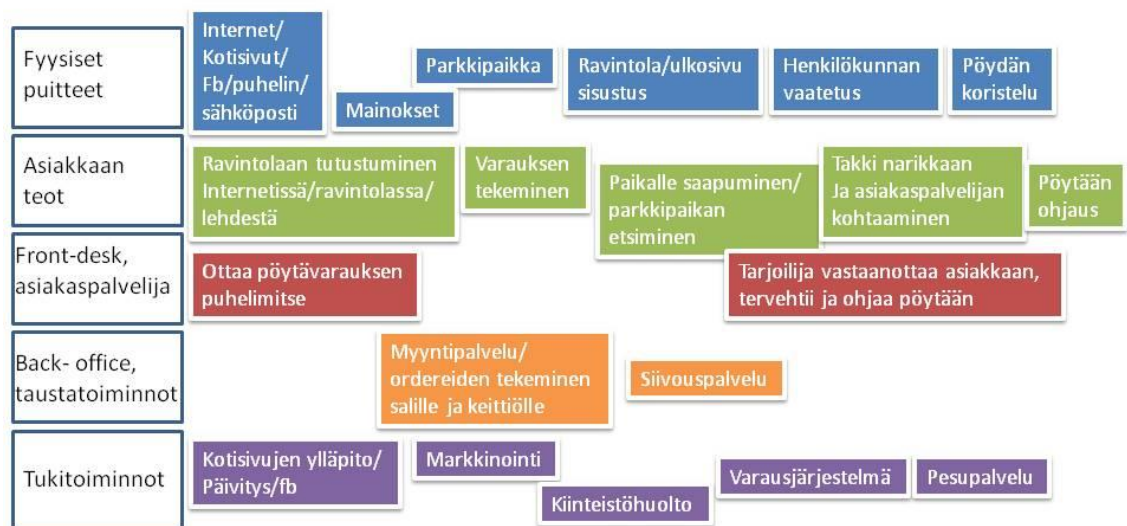 Fyysiset
puitteet
Internet/
Kotisivut/
Fb/puhelin/
sähköposti
Mainokset
Parkkipaikka
Ravintola/ulkosivu
sisustus
Henkilökunnan
vaatetus
Pöydän
koristelu
Asiakkaan
teot
Ravintolaan tutustuminen
Internetissä/ravintolassa/
lehdestä
Varauksen
tekeminen
Paikalle saapuminen/
parkkipaikan
etsiminen
Takki narikkaan
Ja asiakaspalvelijan
kohtaaminen
Pöytään
ohjaus
Front-desk,
asiakaspalvelija
Ottaa pöytävarauksen
puhelimitse
Tarjoilija vastaanottaa asiakkaan,
tervehtii ja ohjaa pöytään
Back- office,
taustatoiminnot
Myyntipalvelu/
ordereiden tekeminen
salille ja keittiölle
Siivouspalvelu
Tukitoiminnot
Kotisivujen ylläpito/
Päivitys/fb
Markkinointi
Kiinteistöhuolto
Varausjärjestelmä
Pesupalvelu